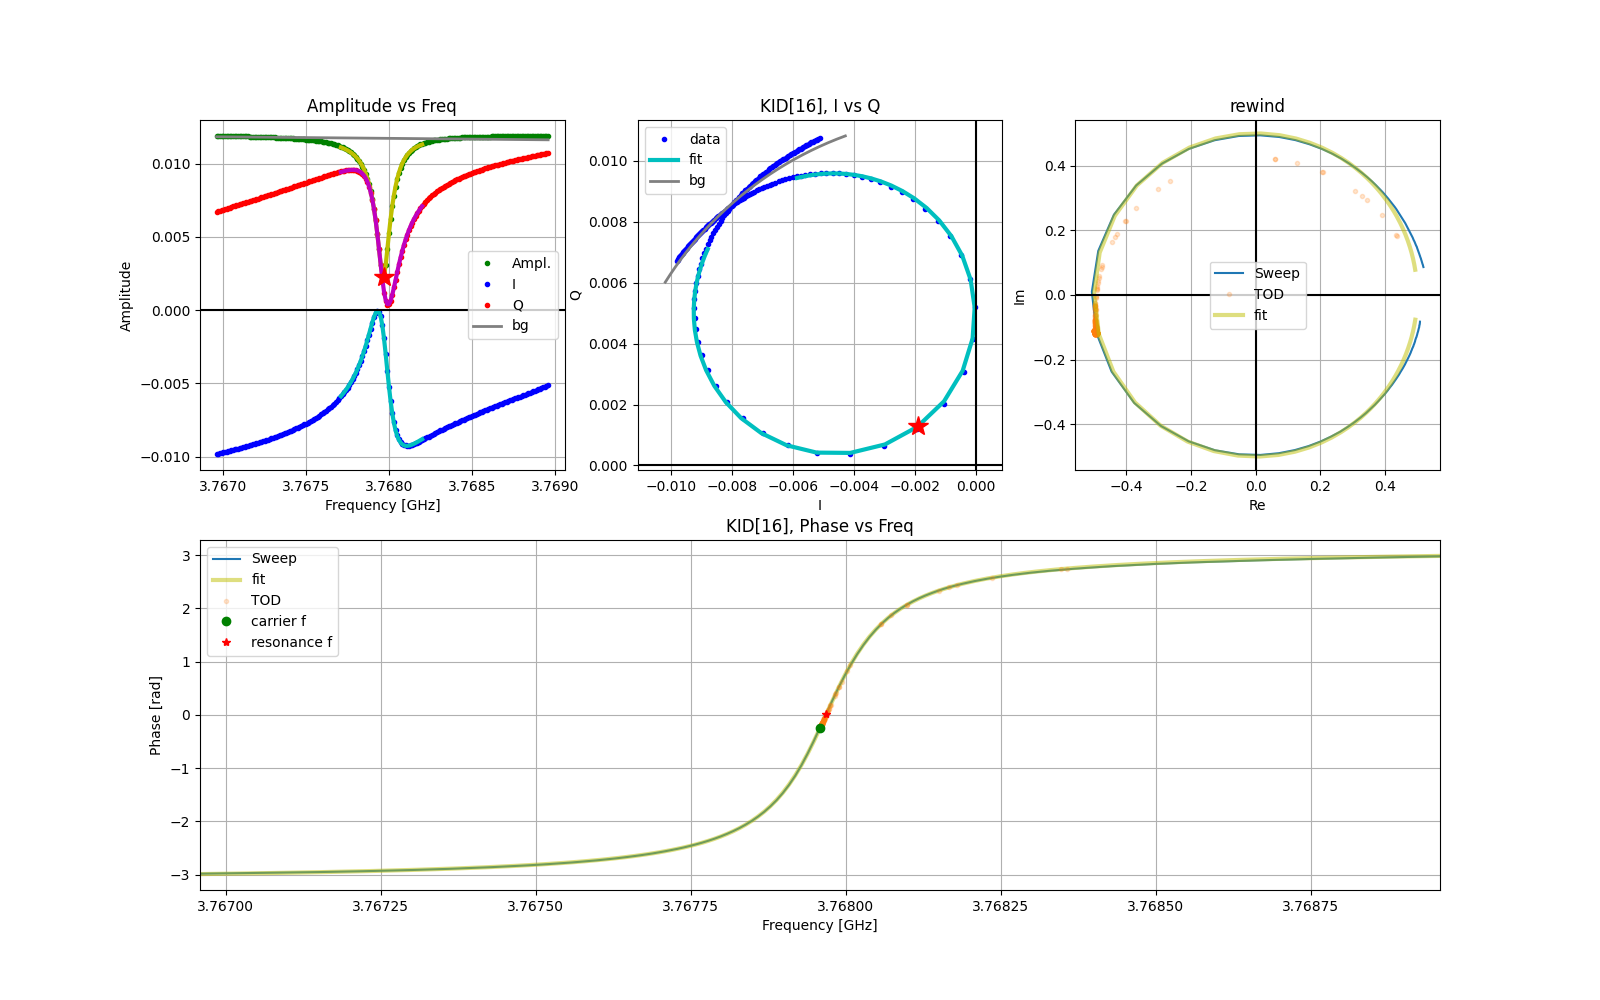 Amplitude vs Freq
Amplitude
0.010
0.005
0.000
−0.005
−0.010
Ampl.
I
Q
bg
3.7670
3.7675
3.7680
3.7685
3.7690
Frequency [GHz]
KID[16], I vs Q
Q
0.010
0.008
0.006
0.004
0.002
0.000
data
fit
bg
−0.010
−0.008
−0.006
−0.004
−0.002
0.000
I
rewind
Im
0.4
0.2
0.0
−0.2
−0.4
Sweep
TOD
fit
−0.4
−0.2
0.0
0.2
0.4
Re
KID[16], Phase vs Freq
Phase [rad]
3
2
1
0
−1
−2
−3
Sweep
fit
TOD
carrier f
resonance f
3.76700
3.76725
3.76750
3.76775
3.76800
3.76825
3.76850
3.76875
Frequency [GHz]